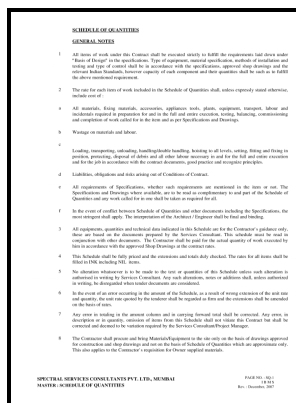 SCHEDULE OF QUANTITIES
GENERAL NOTES
1 All items of work under this Contract shall be executed strictly to fulfill the requirements laid down under
"Basis of Design" in the specifications. Type of equipment, material specification, methods of installation and
testing and type of control shall be in accordance with the specifications, approved shop drawings and the
relevant Indian Standards, however capacity of each component and their quantities shall be such as to fulfill
the above mentioned requirement.
2 The rate for each item of work included in the Schedule of Quantities shall, unless expressly stated otherwise,
include cost of :
a All materials, fixing materials, accessories, appliances tools, plants, equipment, transport, labour and
incidentals required in preparation for and in the full and entire execution, testing, balancing, commissioning
and completion of work called for in the item and as per Specifications and Drawings.
b Wastage on materials and labour.
c
Loading, transporting, unloading, handling/double handling, hoisting to all levels, setting, fitting and fixing in
position, protecting, disposal of debris and all other labour necessary in and for the full and entire execution
and for the job in accordance with the contract documents, good practice and recognize principles.
d Liabilities, obligations and risks arising out of Conditions of Contract.
e All requirements of Specifications, whether such requirements are mentioned in the item or not. The
Specifications and Drawings where available, are to be read as complimentary to and part of the Schedule of
Quantities and any work called for in one shall be taken as required for all.
f In the event of conflict between Schedule of Quantities and other documents including the Specifications, the
most stringent shall apply. The interpretation of the Architect / Engineer shall be final and binding.
3 All equipments, quantities and technical data indicated in this Schedule are for the Contractor's guidance only,
these are based on the documents prepared by the Services Consultant. This schedule must be read in
conjunction with other documents. The Contractor shall be paid for the actual quantity of work executed by
him in accordance with the approved Shop Drawings at the contract rates.
4 This Schedule shall be fully priced and the extensions and totals duly checked. The rates for all items shall be
filled in INK including NIL items.
5 No alteration whatsoever is to be made to the text or quantities of this Schedule unless such alteration is
authorised in writing by Services Consultant. Any such alterations, notes or additions shall, unless authorised
in writing, be disregarded when tender documents are considered.
6 In the event of an error occurring in the amount of the Schedule, as a result of wrong extension of the unit rate
and quantity, the unit rate quoted by the tenderer shall be regarded as firm and the extensions shall be amended
on the basis of rates.
7 Any error in totaling in the amount column and in carrying forward total shall be corrected. Any error, in
description or in quantity, omission of items from this Schedule shall not vitiate this Contract but shall be
corrected and deemed to be variation required by the Services Consultant/Project Manager.
8 The Contractor shall procure and bring Materials/Equipment to the site only on the basis of drawings approved
for construction and shop drawings and not on the basis of Schedule of Quantities which are approximate only.
This also applies to the Contractor's requisition for Owner supplied materials.
SPECTRAL SERVICES CONSULTANTS PVT. LTD., MUMBAI
MASTER : SCHEDULE OF QUANTITIES
PAGE NO : SQ-1
Rev : December, 2007